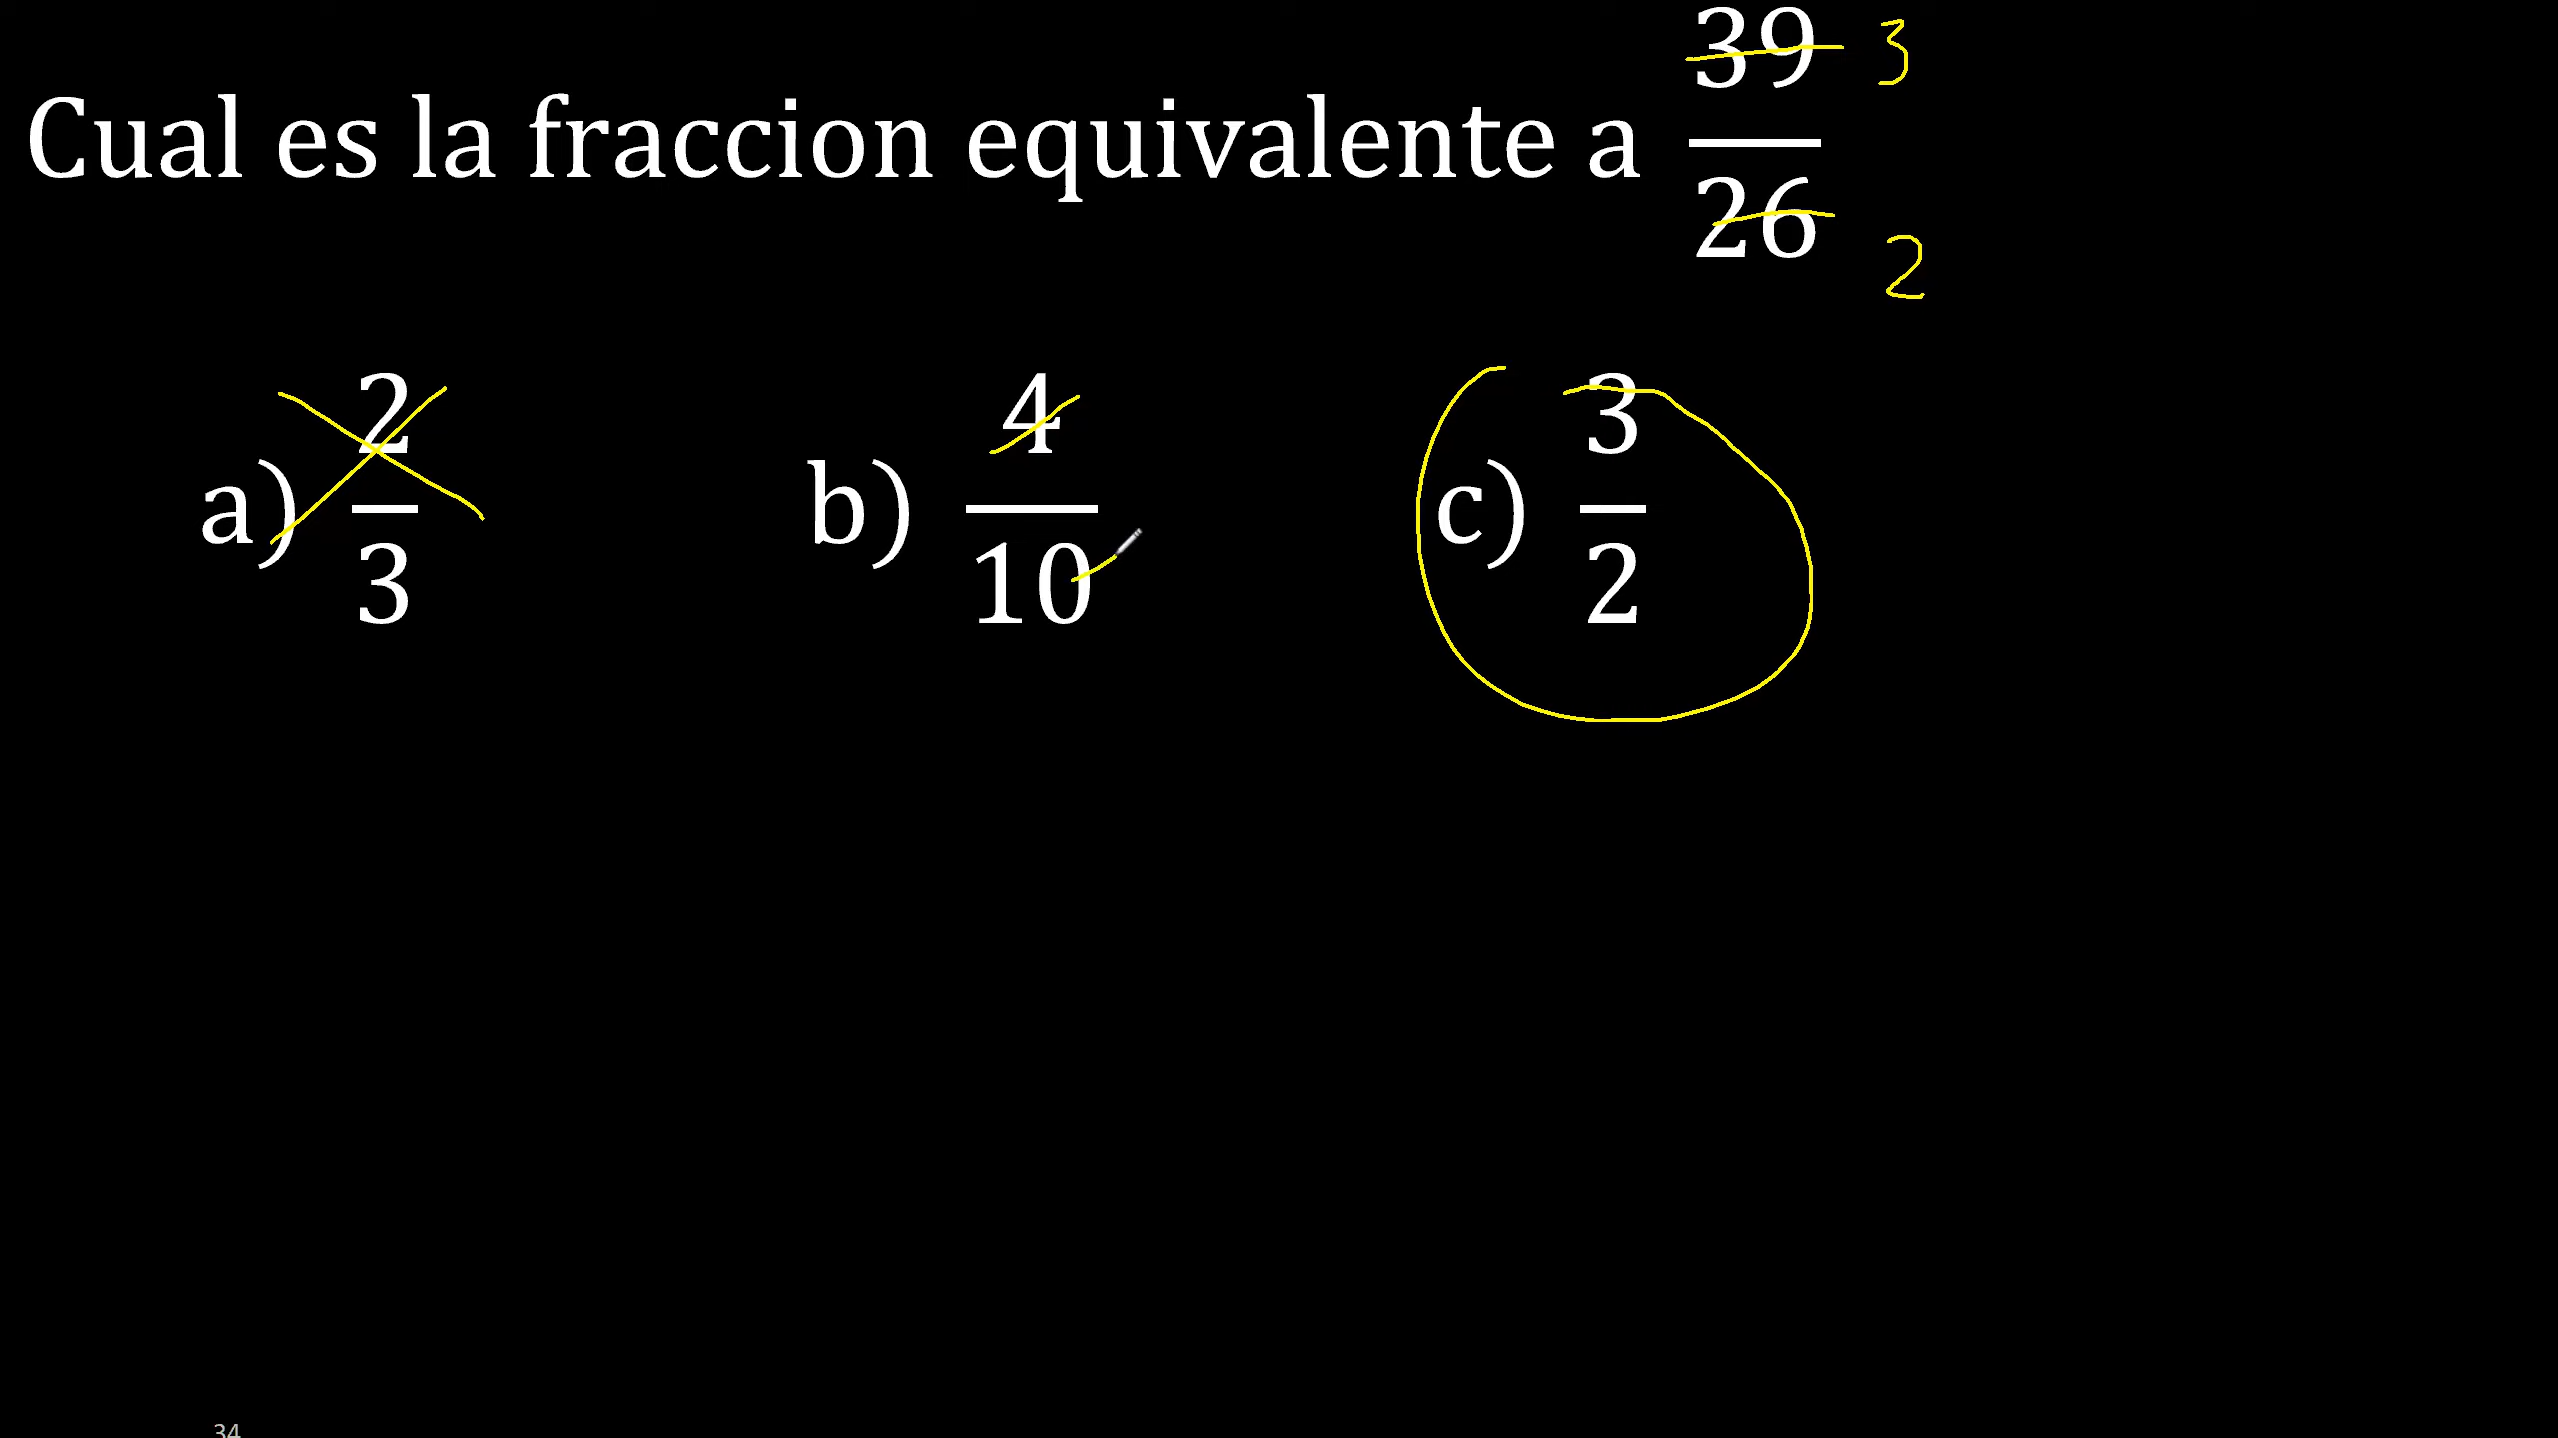 Cual es la fraccion equivalente a 39/26 3 2
a) 2/3 b) 4/10 c) 3/2
34